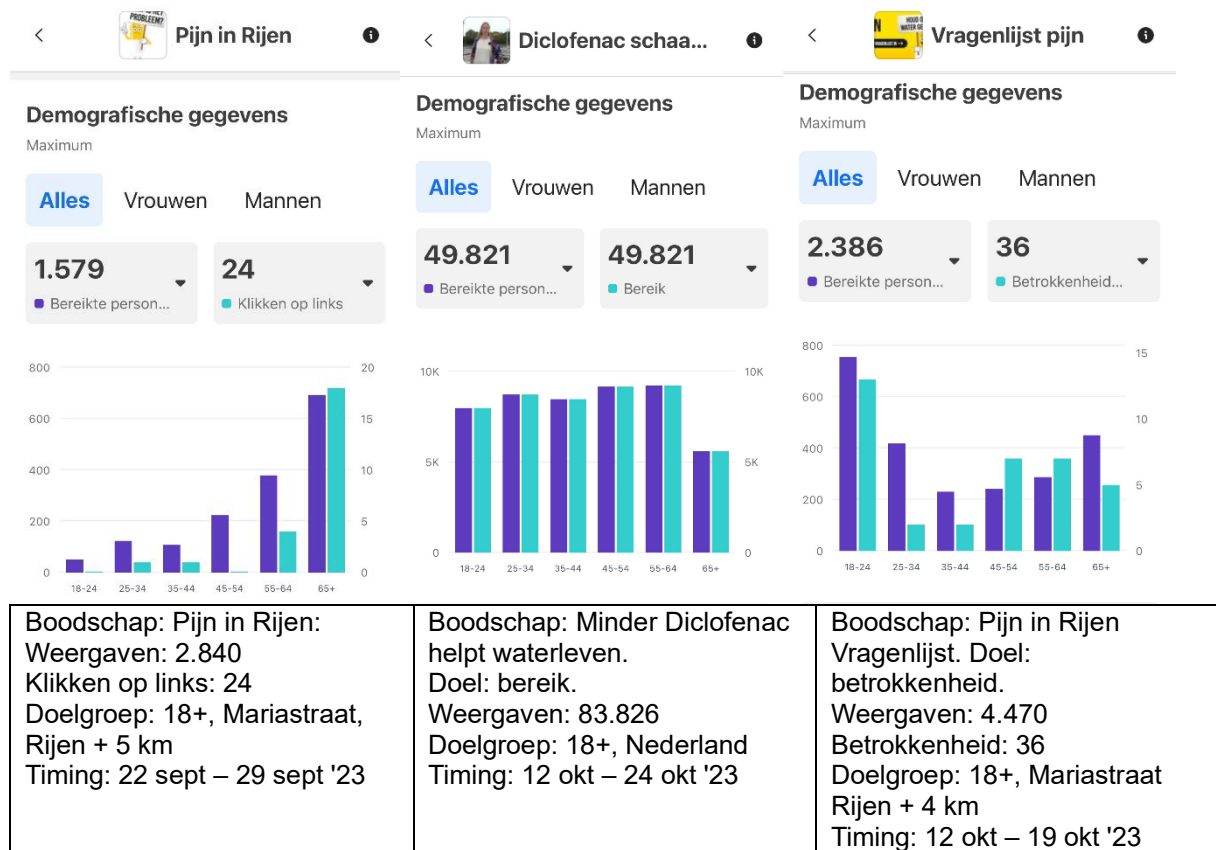 PROBLEEM?
Pijn in Rijen
Demografische gegevens
Maximum
Alles Vrouwen Mannen
1.579 24
Bereikte person... Klikken op links
800 20
600 15
400 10
200 5
0 0
18-24 25-34 35-44 45-54 55-64 65+
Diclofenac schaa...
Demografische gegevens
Maximum
Alles Vrouwen Mannen
49.821 49.821
Bereikte person... Bereik
10K 10K
5K 5K
0 0
18-24 25-34 35-44 45-54 55-64 65+
Vragenlijst pijn
Demografische gegevens
Maximum
Alles Vrouwen Mannen
2.386 36
Bereikte person... Betrokkenheid...
800 15
600
10
400
5
200
0 0
18-24 25-34 35-44 45-54 55-64 65+
Boodschap: Pijn in Rijen:
Weergaven: 2.840
Klikken op links: 24
Doelgroep: 18+, Mariastraat,
Rijen + 5 km
Timing: 22 sept – 29 sept '23
Boodschap: Minder Diclofenac
helpt waterleven.
Doel: bereik.
Weergaven: 83.826
Doelgroep: 18+, Nederland
Timing: 12 okt – 24 okt '23
Boodschap: Pijn in Rijen
Vragenlijst. Doel:
betrokkenheid.
Weergaven: 4.470
Betrokkenheid: 36
Doelgroep: 18+, Mariastraat
Rijen + 4 km
Timing: 12 okt – 19 okt '23